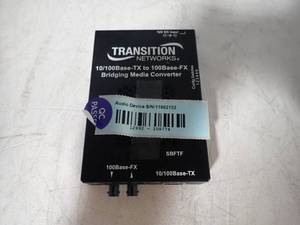 TRANSITION
NETWORKS®
10/100Base-TX to 100Base-FX
Bridging Media Converter
QC
PASS
Audio Device S/N:11902152
SBFTF
100Base-FX
10/100Base-TX